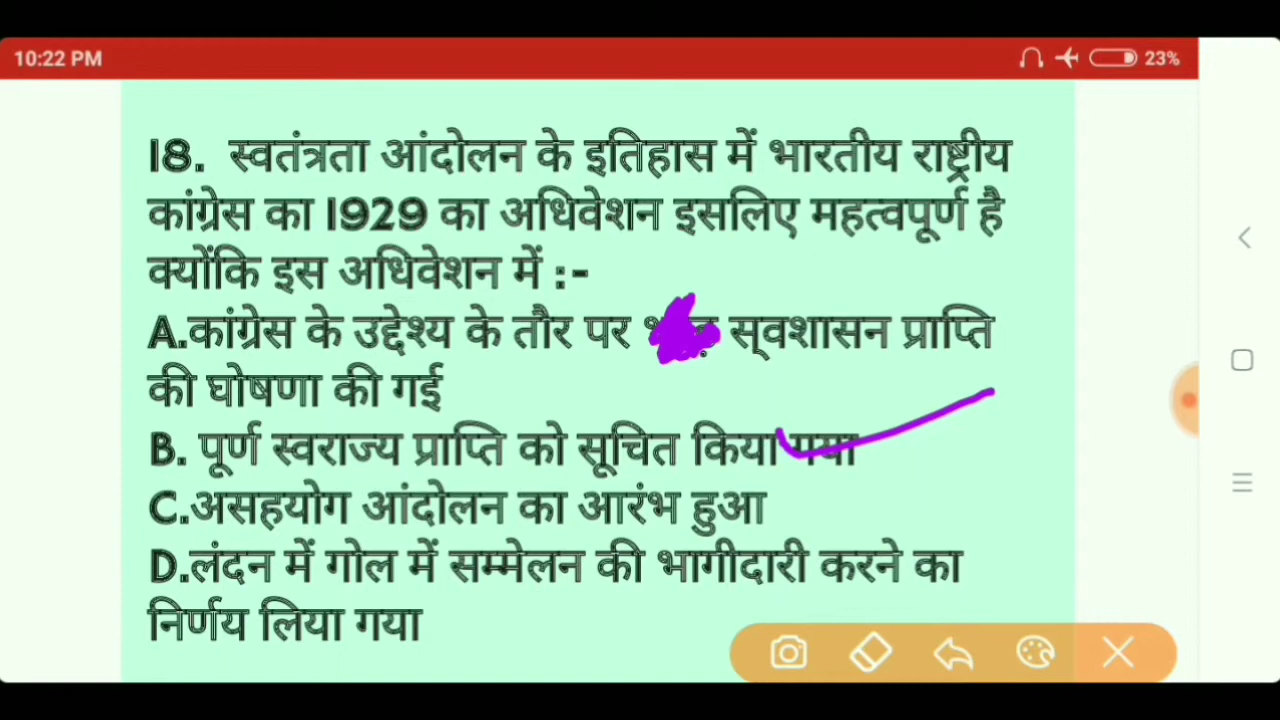 10:22 PM
23%
18. स्वतंत्रता आंदोलन के इतिहास में भारतीय राष्ट्रीय
कांग्रेस का 1929 का अधिवेशन इसलिए महत्वपूर्ण है
क्योंकि इस अधिवेशन में :-
A.कांग्रेस के उद्देश्य के तौर पर स्‌वशासन प्राप्ति
की घोषणा की गई
B. पूर्ण स्वराज्य प्राप्ति को सूचित किया गया
C.असहयोग आंदोलन का आरंभ हुआ
D.लंदन में गोल में सम्मेलन की भागीदारी करने का
निर्णय लिया गया